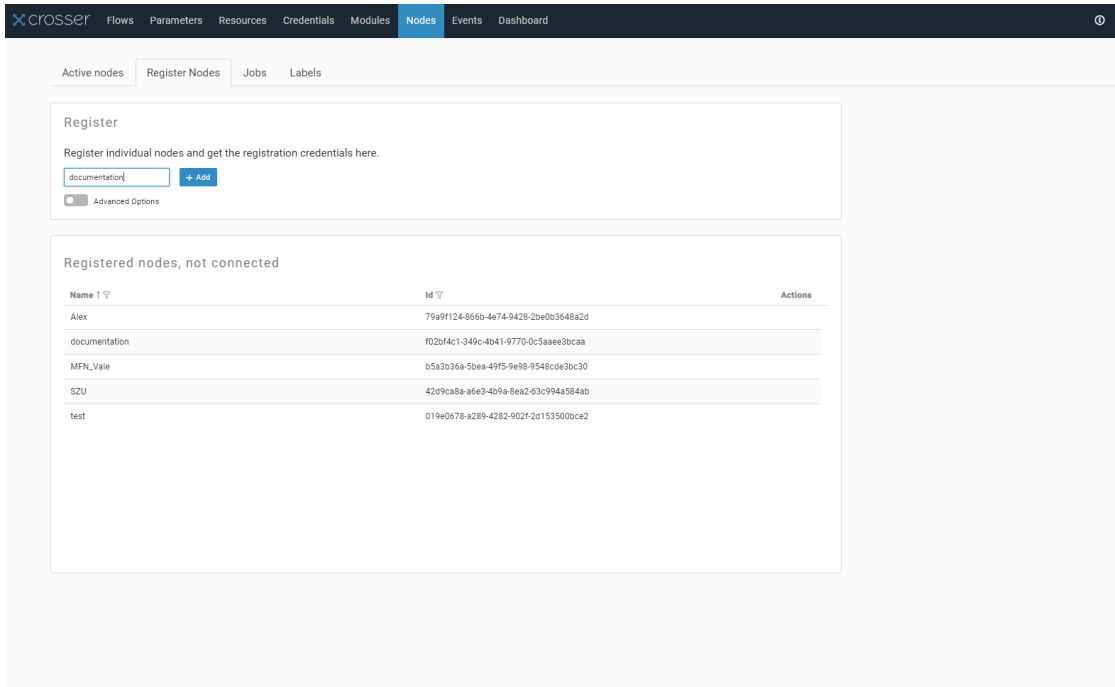 crosser Flows Parameters Resources Credentials Modules Nodes Events Dashboard
Active nodes Register Nodes Jobs Labels
Register
Register individual nodes and get the registration credentials here.
documentation + Add
Advanced Options
Registered nodes, not connected
Name ↑ Id Actions
Alex 79a9f124-866b-4e74-9428-2be0b3648a2d
documentation f02bf4c1-349c-4b41-9770-0c5aaee3bcaa
MFN_Vale b5a3b36a-5bea-49f5-9e98-9548cde3bc30
SZU 42d9ca8a-a6e3-4b9a-8ea2-63c994a584ab
test 019e0678-a289-4282-902f-2d153500bce2